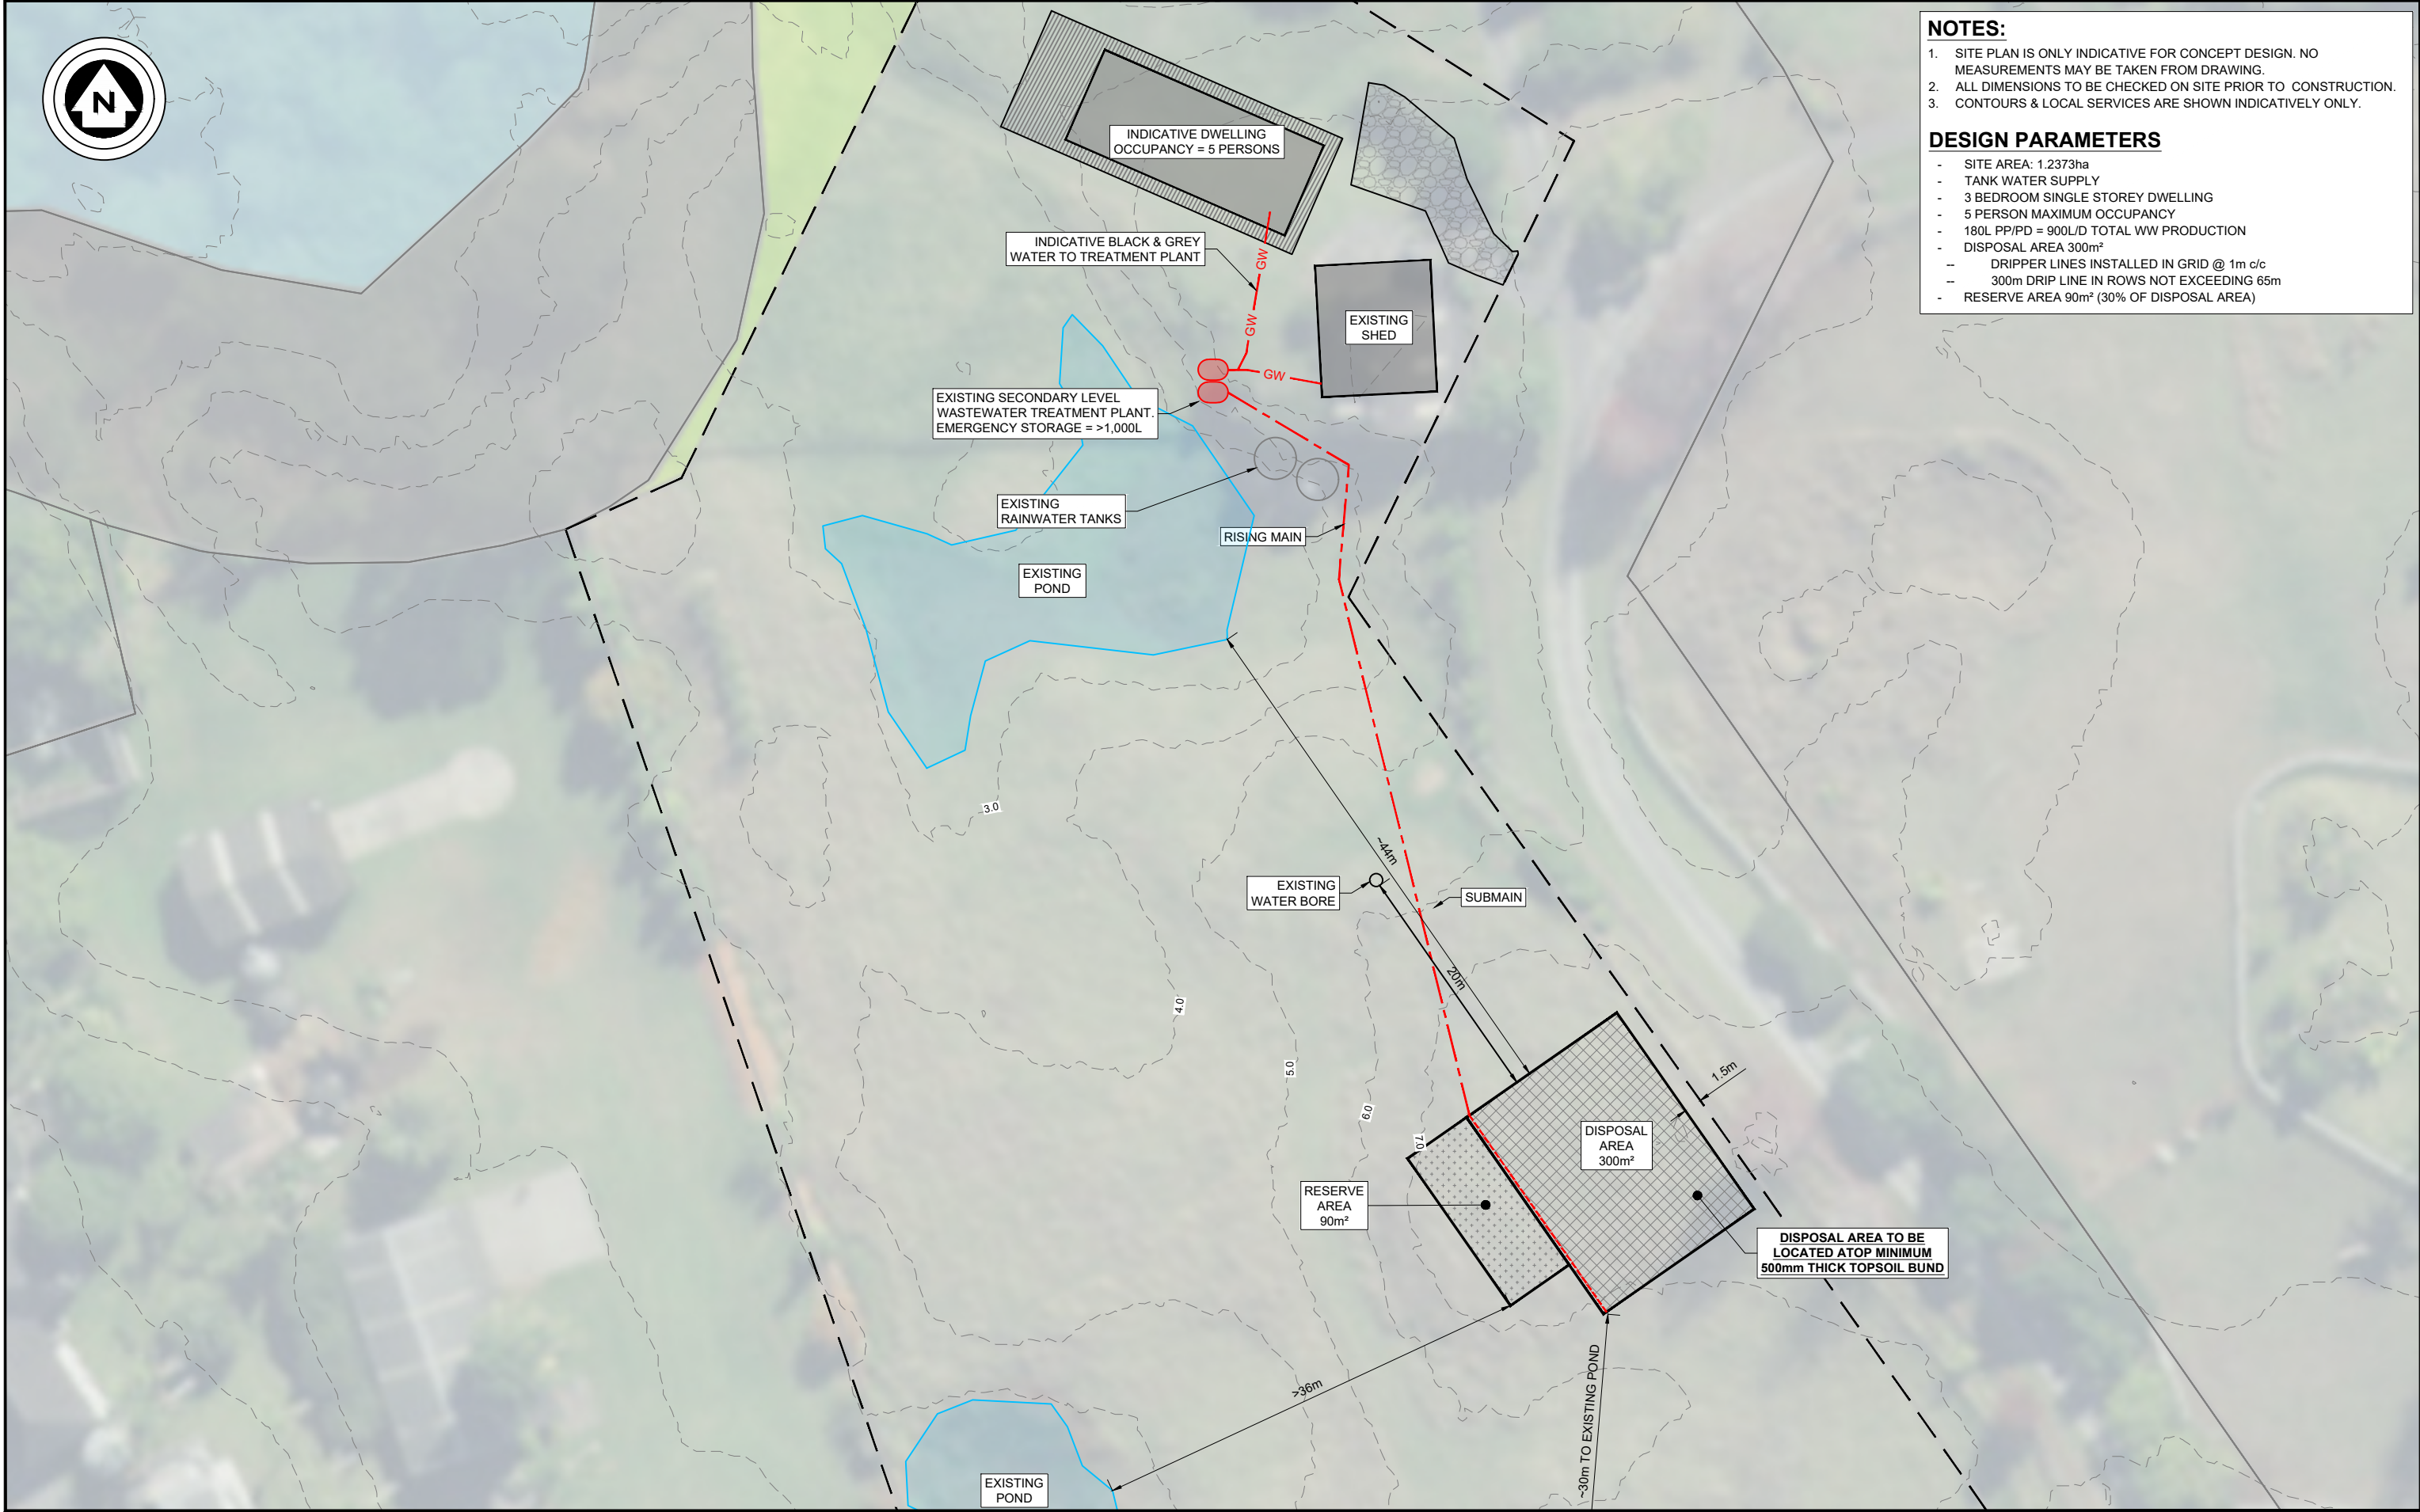 N
NOTES:
1. SITE PLAN IS ONLY INDICATIVE FOR CONCEPT DESIGN. NO
MEASUREMENTS MAY BE TAKEN FROM DRAWING.
2. ALL DIMENSIONS TO BE CHECKED ON SITE PRIOR TO CONSTRUCTION.
3. CONTOURS & LOCAL SERVICES ARE SHOWN INDICATIVELY ONLY.
DESIGN PARAMETERS
- SITE AREA: 1.2373ha
- TANK WATER SUPPLY
- 3 BEDROOM SINGLE STOREY DWELLING
- 5 PERSON MAXIMUM OCCUPANCY
- 180L PP/PD = 900L/D TOTAL WW PRODUCTION
- DISPOSAL AREA 300m²
-- DRIPPER LINES INSTALLED IN GRID @ 1m c/c
-- 300m DRIP LINE IN ROWS NOT EXCEEDING 65m
- RESERVE AREA 90m² (30% OF DISPOSAL AREA)
INDICATIVE DWELLING
OCCUPANCY = 5 PERSONS
INDICATIVE BLACK & GREY
WATER TO TREATMENT PLANT
GW
GW
GW
EXISTING
SHED
EXISTING SECONDARY LEVEL
WASTEWATER TREATMENT PLANT.
EMERGENCY STORAGE = >1,000L
EXISTING
RAINWATER TANKS
RISING MAIN
EXISTING
POND
3.0
~44m
EXISTING
WATER BORE
SUBMAIN
20m
4.0
5.0
6.0
7.0
1.5m
DISPOSAL
AREA
300m²
RESERVE
AREA
90m²
DISPOSAL AREA TO BE
LOCATED ATOP MINIMUM
500mm THICK TOPSOIL BUND
>36m
~30m TO EXISTING POND
EXISTING
POND